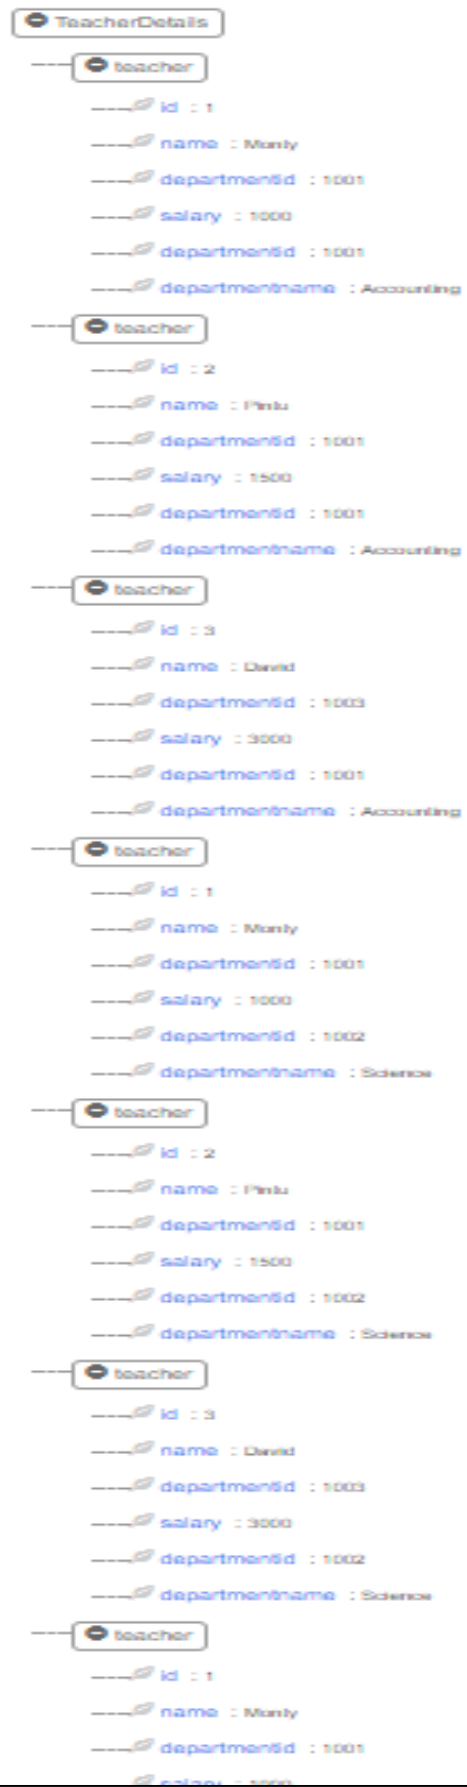 TeacherDetails
teacher
id : 1
name : Monty
departmentid : 1001
salary : 1000
departmentid : 1001
departmentname : Accounting
teacher
id : 2
name : Pintu
departmentid : 1001
salary : 1500
departmentid : 1001
departmentname : Accounting
teacher
id : 3
name : David
departmentid : 1003
salary : 3000
departmentid : 1001
departmentname : Accounting
teacher
id : 1
name : Monty
departmentid : 1001
salary : 1000
departmentid : 1002
departmentname : Science
teacher
id : 2
name : Pintu
departmentid : 1001
salary : 1500
departmentid : 1002
departmentname : Science
teacher
id : 3
name : David
departmentid : 1003
salary : 3000
departmentid : 1002
departmentname : Science
teacher
id : 1
name : Monty
departmentid : 1001
salary : 1000